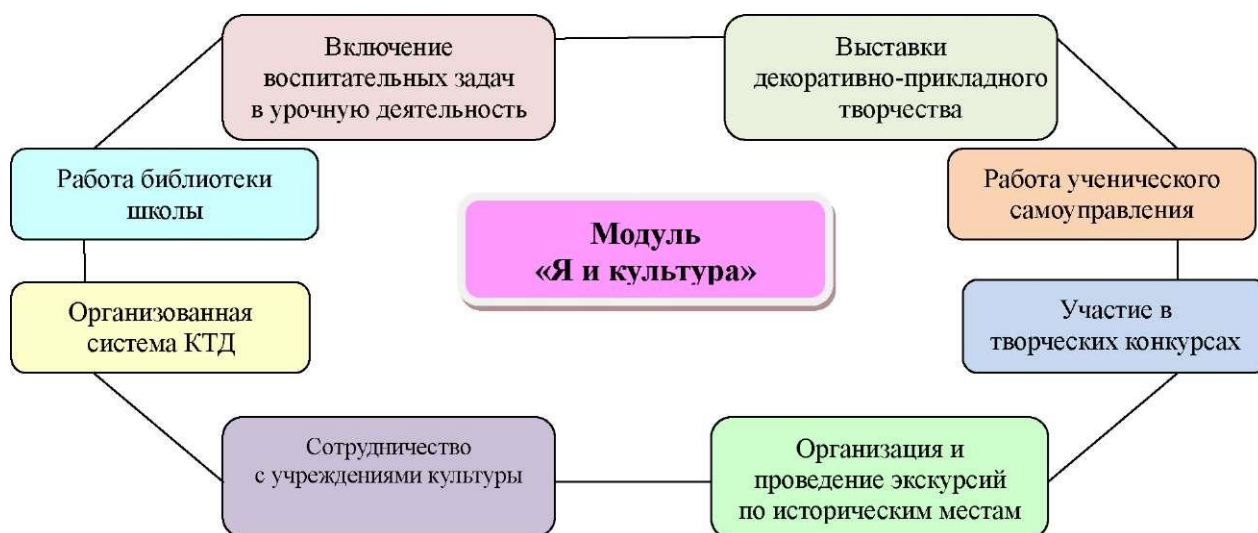 Включение
воспитательных задач
в урочную деятельность
Выставки
декоративно-прикладного
творчества
Работа библиотеки
школы
Работа ученического
самоуправления
Модуль
«Я и культура»
Организованная
система КТД
Участие в
творческих конкурсах
Сотрудничество
с учреждениями культуры
Организация и
проведение экскурсий
по историческим местам